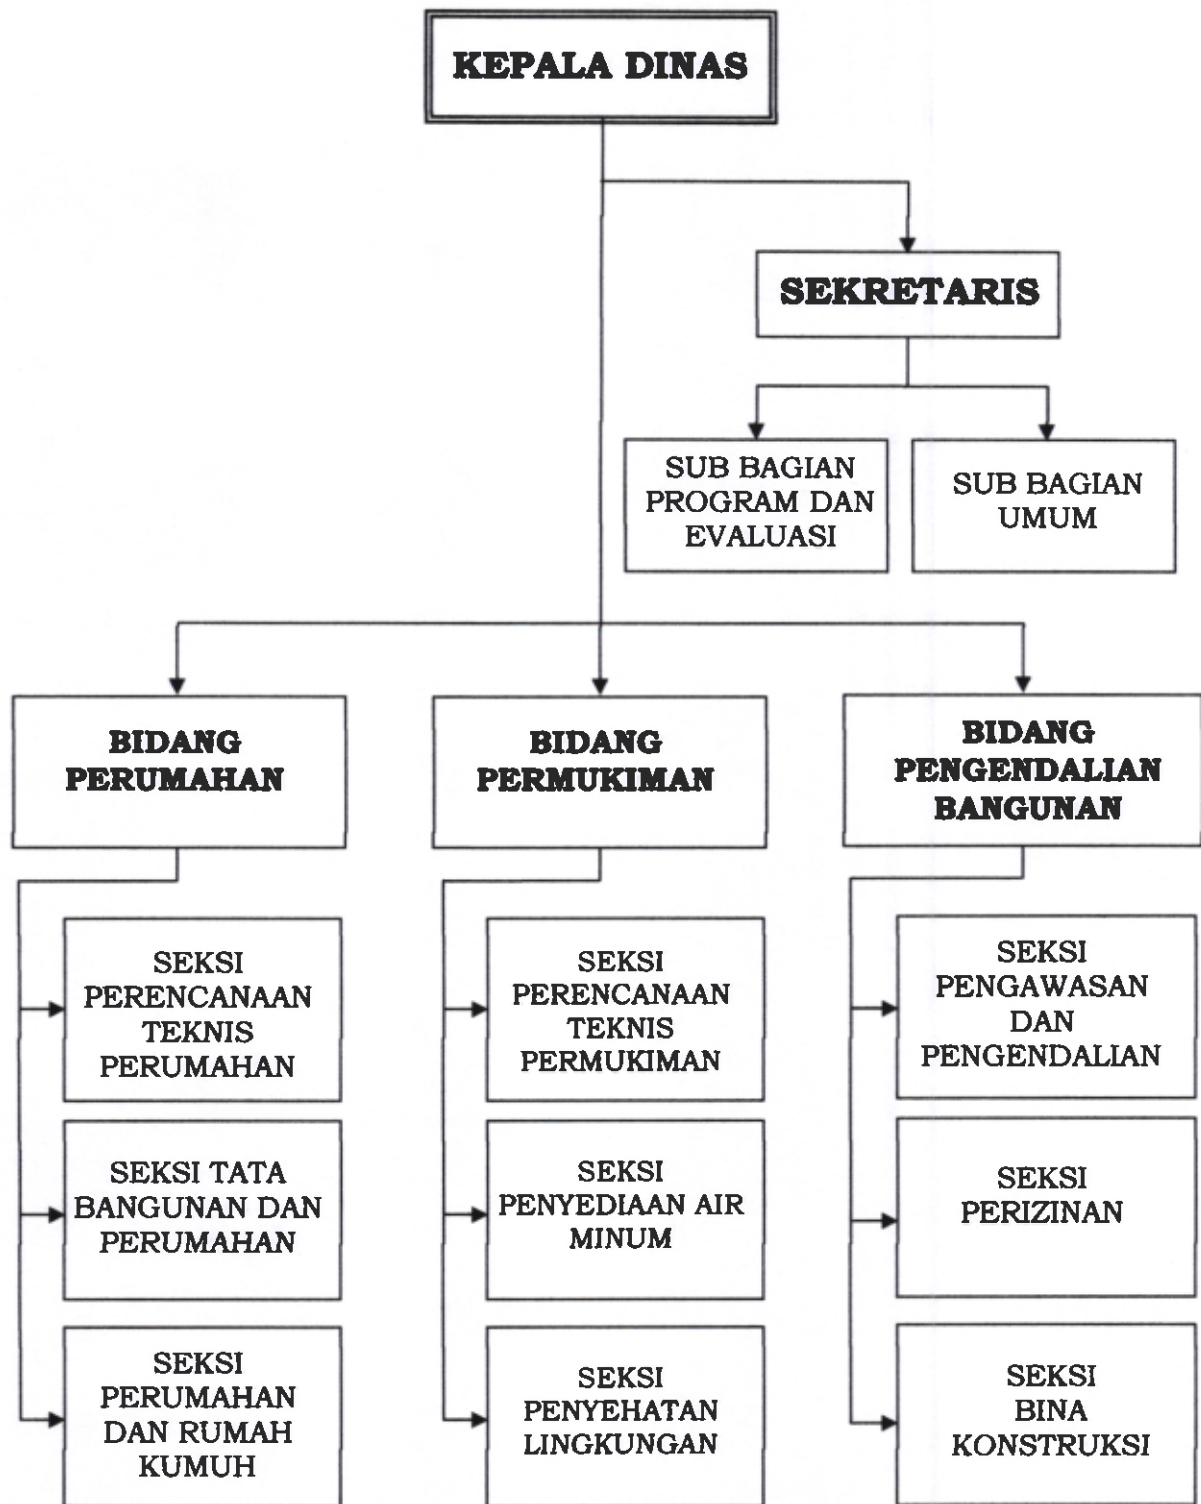 KEPALA DINAS
SEKRETARIS
SUB BAGIAN
PROGRAM DAN
EVALUASI
SUB BAGIAN
UMUM
BIDANG
PERUMAHAN
BIDANG
PERMUKIMAN
BIDANG
PENGENDALIAN
BANGUNAN
SEKSI
PERENCANAAN
TEKNIS
PERUMAHAN
SEKSI TATA
BANGUNAN DAN
PERUMAHAN
SEKSI
PERUMAHAN
DAN RUMAH
KUMUH
SEKSI
PERENCANAAN
TEKNIS
PERMUKIMAN
SEKSI
PENYEDIAAN AIR
MINUM
SEKSI
PENYEHATAN
LINGKUNGAN
SEKSI
PENGAWASAN
DAN
PENGENDALIAN
SEKSI
PERIZINAN
SEKSI
BINA
KONSTRUKSI